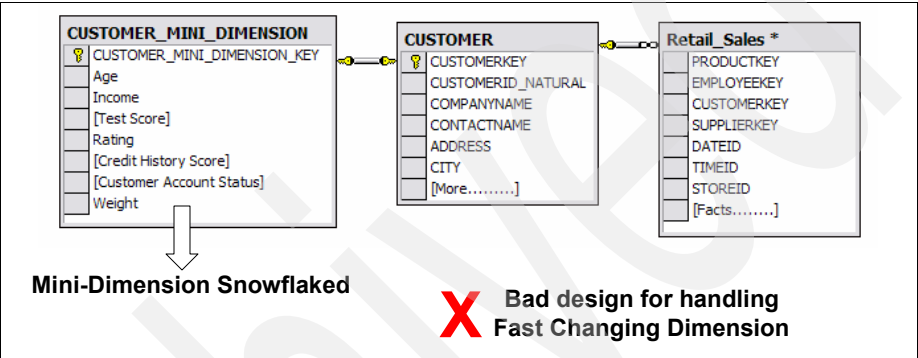 CUSTOMER_MINI_DIMENSION
CUSTOMER_MINI_DIMENSION_KEY
Age
Income
[Test Score]
Rating
[Credit History Score]
[Customer Account Status]
Weight
CUSTOMER
CUSTOMERKEY
CUSTOMERID_NATURAL
COMPANYNAME
CONTACTNAME
ADDRESS
CITY
[More.........]
Retail_Sales *
PRODUCTKEY
EMPLOYEEKEY
CUSTOMERKEY
SUPPLIERKEY
DATEID
TIMEID
STOREID
[Facts........]
Mini-Dimension Snowflaked
X
Bad design for handling
Fast Changing Dimension